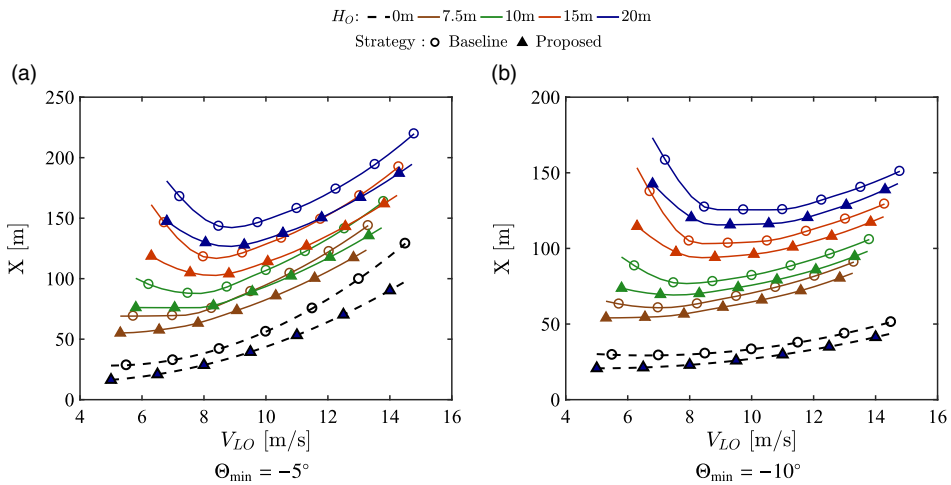 H_O: 0m 7.5m 10m 15m 20m
Strategy : Baseline Proposed
(a)
250
200
150
100
50
0
X [m]
4 6 8 10 12 14 16
V_LO [m/s]
Θ_min = −5°
(b)
200
150
100
50
0
X [m]
4 6 8 10 12 14 16
V_LO [m/s]
Θ_min = −10°